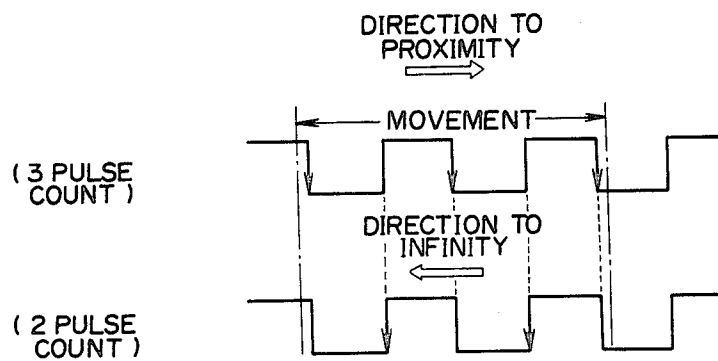 DIRECTION TO
PROXIMITY
MOVEMENT
( 3 PULSE
COUNT )
DIRECTION TO
INFINITY
( 2 PULSE
COUNT )